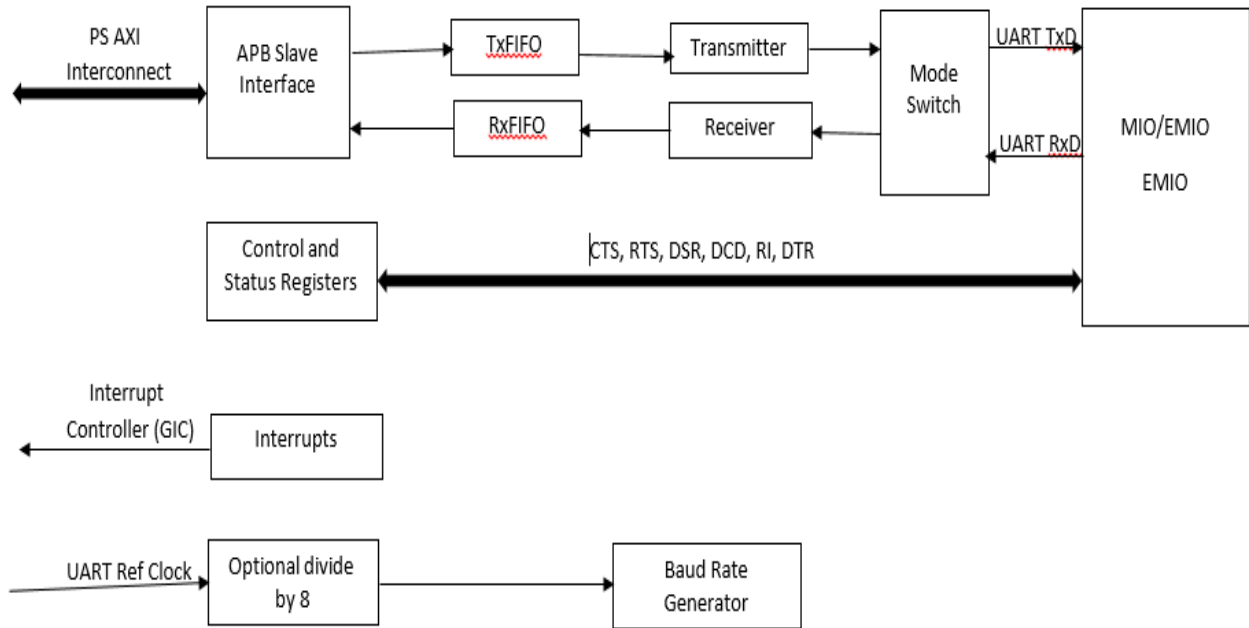 PS AXI
Interconnect
APB Slave
Interface
TxFIFO
Transmitter
Mode
Switch
UART TxD
RxFIFO
Receiver
UART RxD
MIO/EMIO
EMIO
Control and
Status Registers
CTS, RTS, DSR, DCD, RI, DTR
Interrupt
Controller (GIC)
Interrupts
UART Ref Clock
Optional divide
by 8
Baud Rate
Generator